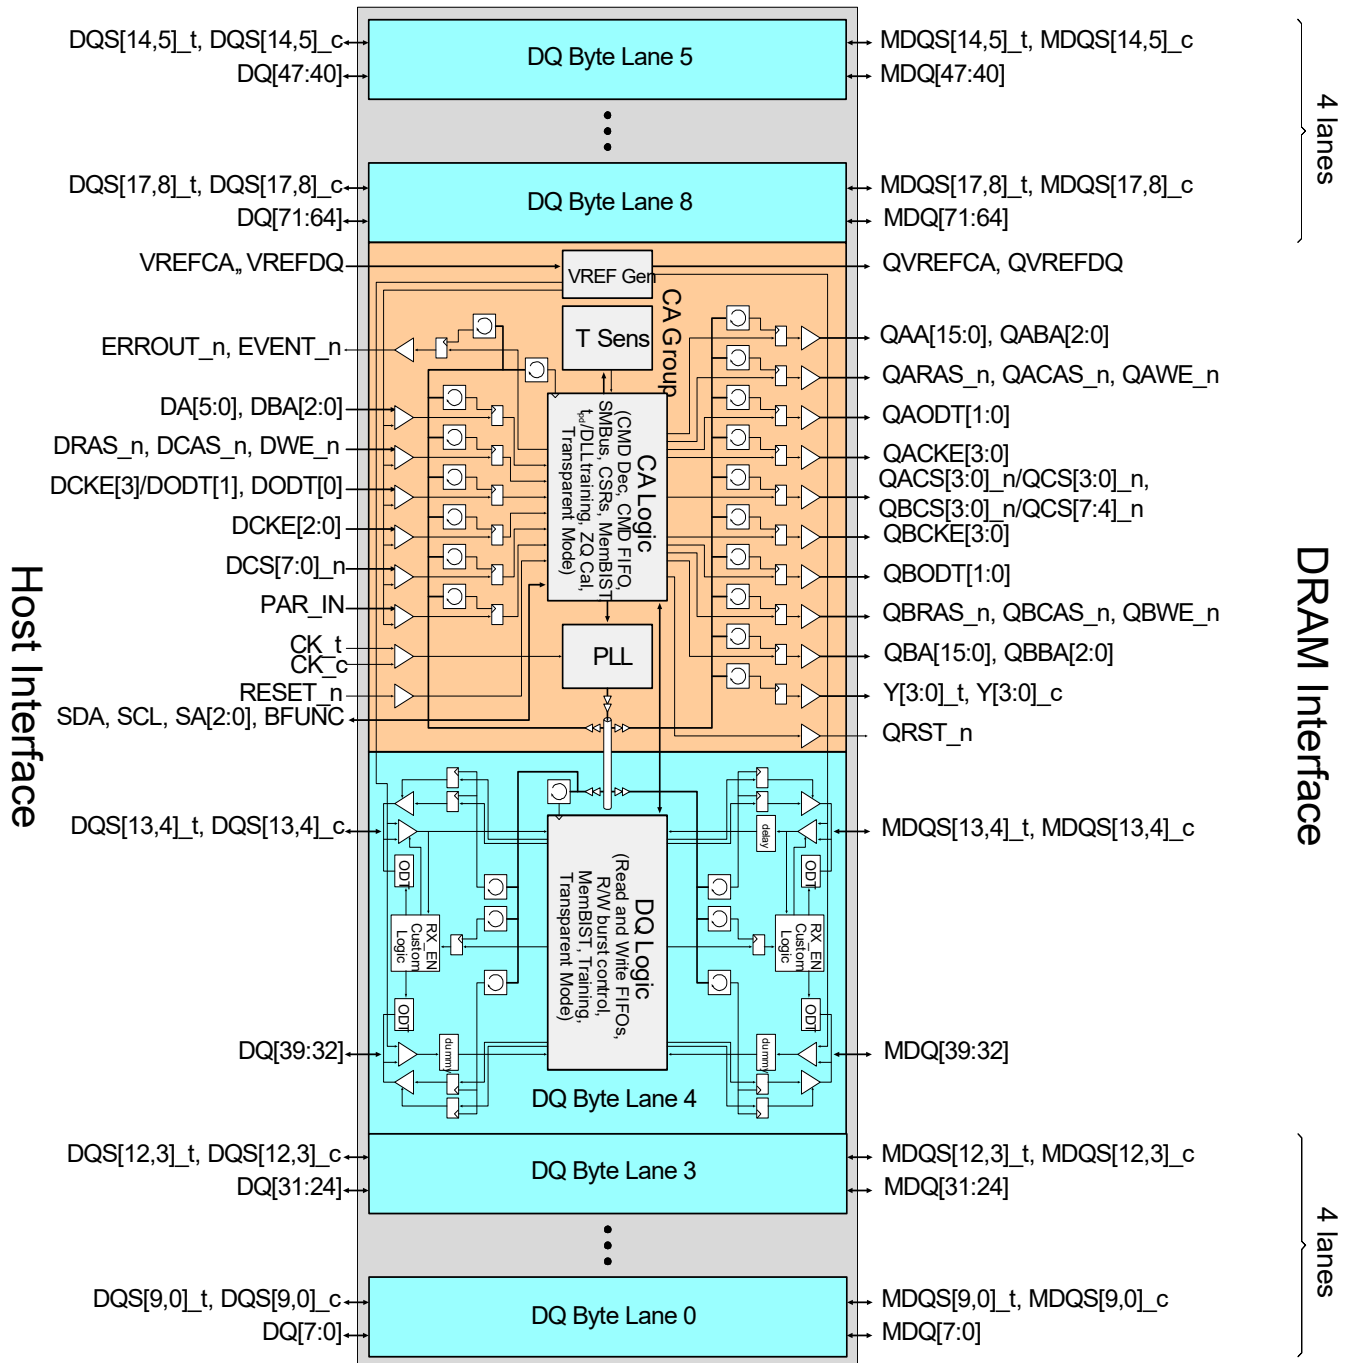 DQS[14,5]_t, DQS[14,5]_c
DQ[47:40]
DQ Byte Lane 5
MDQS[14,5]_t, MDQS[14,5]_c
MDQ[47:40]
4 lanes
DQS[17,8]_t, DQS[17,8]_c
DQ[71:64]
DQ Byte Lane 8
MDQS[17,8]_t, MDQS[17,8]_c
MDQ[71:64]
VREFCA,, VREFDQ
VREF Gen
QVREFCA, QVREFDQ
CA Group
T Sens
ERROUT_n, EVENT_n
DA[5:0], DBA[2:0]
DRAS_n, DCAS_n, DWE_n
DCKE[3]/DODT[1], DODT[0]
DCKE[2:0]
DCS[7:0]_n
PAR_IN
CK_t
CK_c
RESET_n
SDA, SCL, SA[2:0], BFUNC
CA Logic
(CMD Dec, CMD FIFO,
SMBus, CSRs, MemBIST,
tpd/DLL training, ZQ Cal,
Transparent Mode)
PLL
QAA[15:0], QABA[2:0]
QARAS_n, QACAS_n, QAWE_n
QAODT[1:0]
QACKE[3:0]
QACS[3:0]_n/QCS[3:0]_n,
QBCS[3:0]_n/QCS[7:4]_n
QBCKE[3:0]
QBODT[1:0]
QBRAS_n, QBCAS_n, QBWE_n
QBA[15:0], QBBA[2:0]
Y[3:0]_t, Y[3:0]_c
QRST_n
Host Interface
DRAM Interface
DQS[13,4]_t, DQS[13,4]_c
DQ[39:32]
ODT
RX_EN
Custom
Logic
ODT
dummy
DQ Logic
(Read and Write FIFOs,
R/W burst control,
MemBIST, Training,
Transparent Mode)
delay
ODT
RX_EN
Custom
Logic
ODT
dummy
MDQS[13,4]_t, MDQS[13,4]_c
MDQ[39:32]
DQ Byte Lane 4
DQS[12,3]_t, DQS[12,3]_c
DQ[31:24]
DQ Byte Lane 3
MDQS[12,3]_t, MDQS[12,3]_c
MDQ[31:24]
4 lanes
DQS[9,0]_t, DQS[9,0]_c
DQ[7:0]
DQ Byte Lane 0
MDQS[9,0]_t, MDQS[9,0]_c
MDQ[7:0]